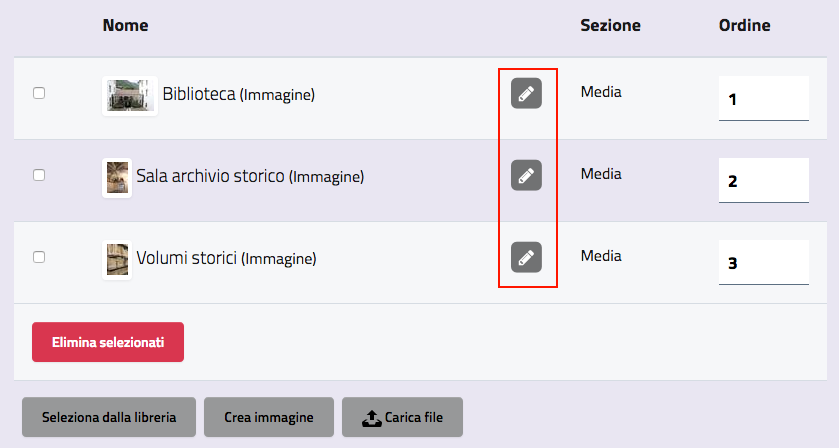 Nome Sezione Ordine
Biblioteca (Immagine) Media 1
Sala archivio storico (Immagine) Media 2
Volumi storici (Immagine) Media 3
Elimina selezionati
Seleziona dalla libreria Crea immagine Carica file